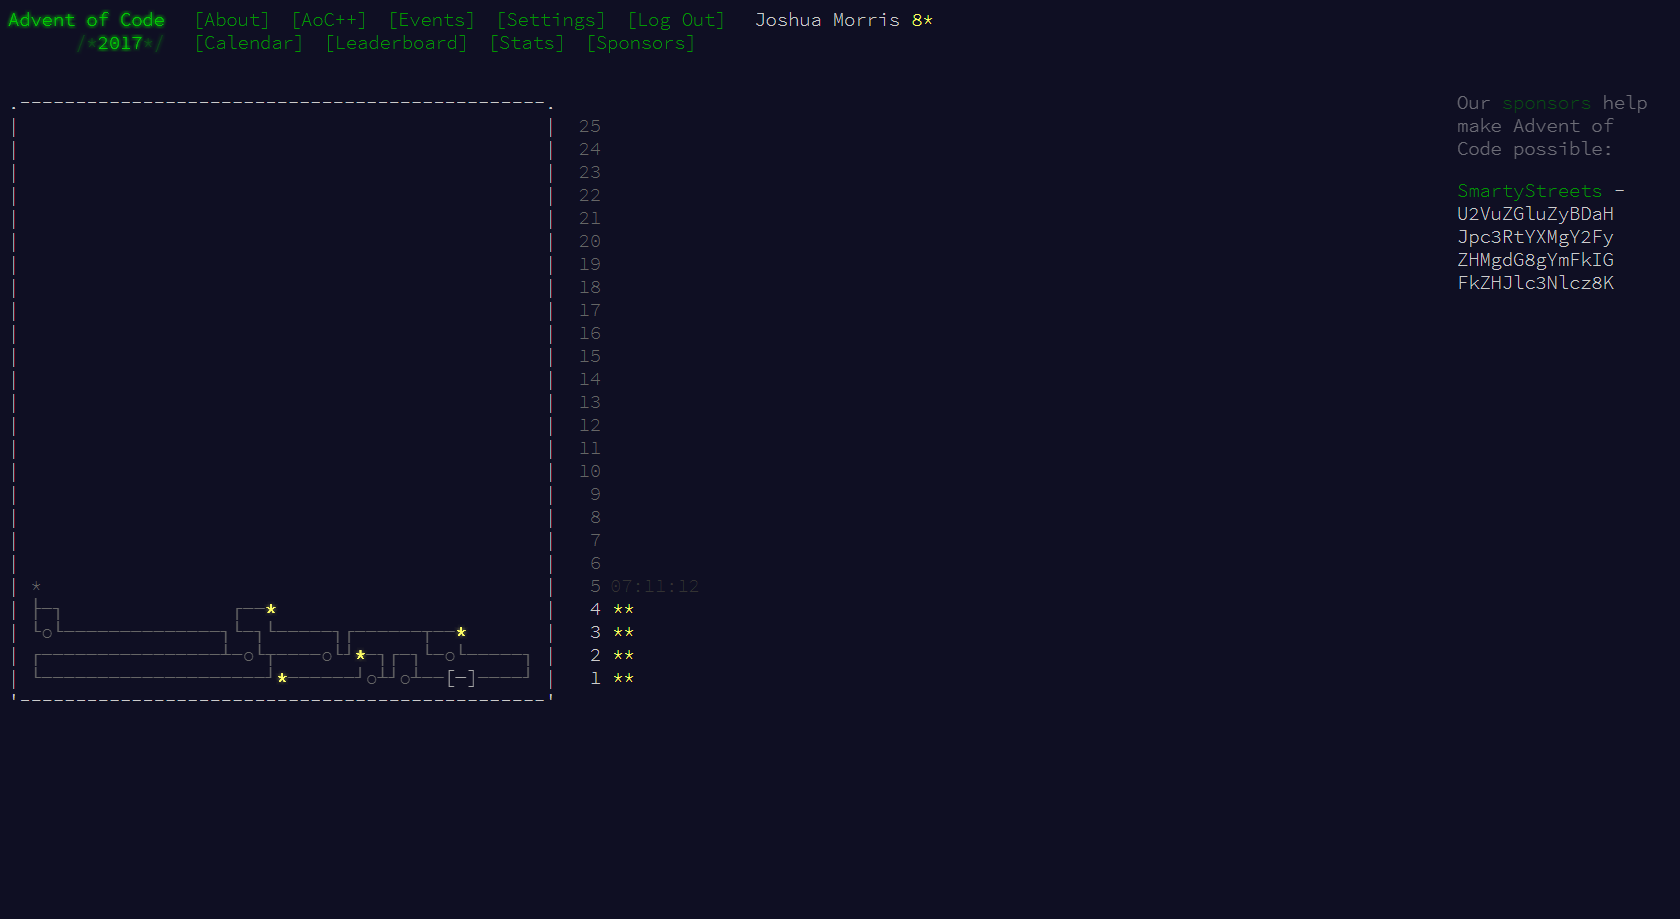 Advent of Code [About] [AoC++] [Events] [Settings] [Log Out] Joshua Morris 8*
/*2017*/ [Calendar] [Leaderboard] [Stats] [Sponsors]
Our sponsors help
make Advent of
Code possible:
SmartyStreets -
U2VuZGluZyBDaH
Jpc3RtYXMgY2Fy
ZHMgdG8gYmFkIG
FkZHJlc3Nlcz8K
25
24
23
22
21
20
19
18
17
16
15
14
13
12
11
10
9
8
7
6
5 07:11:12
4 **
3 **
2 **
1 **